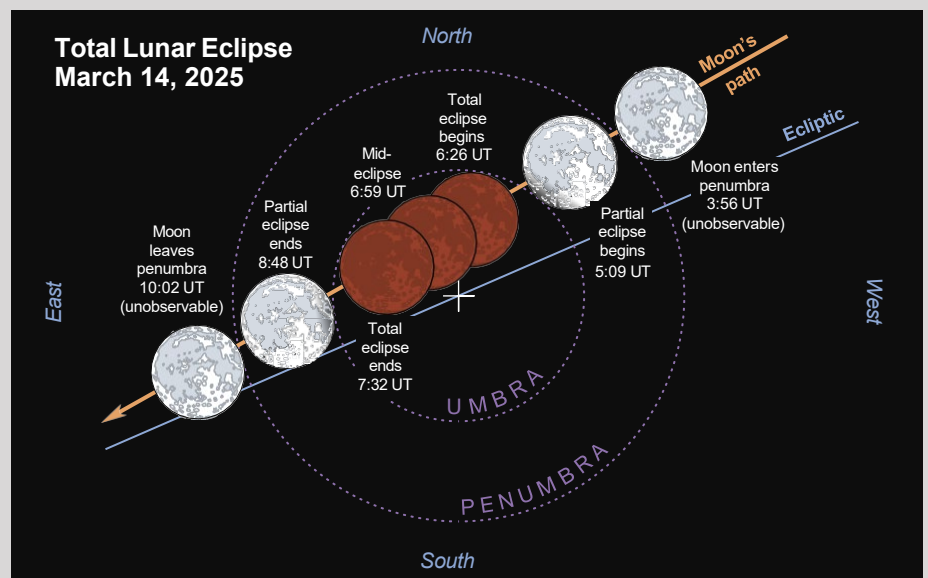 Total Lunar Eclipse
March 14, 2025
North
Moon's
path
Ecliptic
Total
eclipse
begins
6:26 UT
Mid-
eclipse
6:59 UT
Moon enters
penumbra
3:56 UT
(unobservable)
Partial
eclipse
ends
8:48 UT
Partial
eclipse
begins
5:09 UT
Moon
leaves
penumbra
10:02 UT
(unobservable)
East
West
Total
eclipse
ends
7:32 UT
UMBRA
PENUMBRA
South